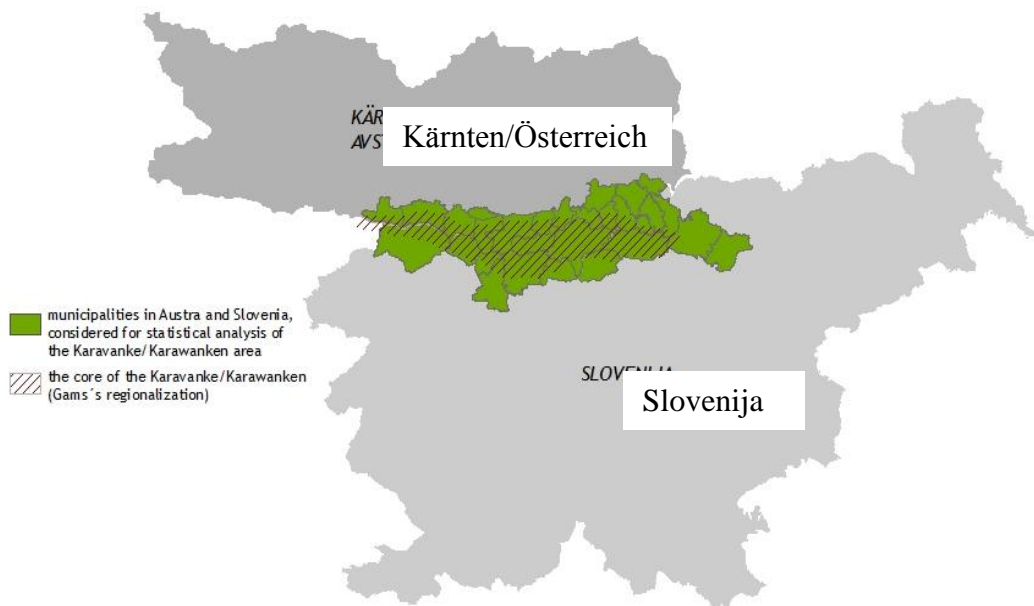 KÄR
AVS
Kärnten/Österreich
municipalities in Austra and Slovenia,
considered for statistical analysis of
the Karavanke/Karawanken area
the core of the Karavanke/Karawanken
(Gams´s regionalization)
SLOVENIJA
Slovenija